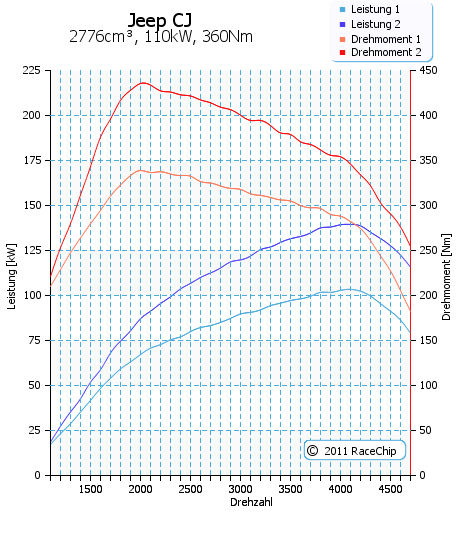 Jeep CJ
2776cm³, 110kW, 360Nm
Leistung 1
Leistung 2
Drehmoment 1
Drehmoment 2
225
200
175
150
125
100
75
50
25
0
Leistung [kW]
450
400
350
300
250
200
150
100
50
0
Drehmoment [Nm]
1500 2000 2500 3000 3500 4000 4500
Drehzahl
© 2011 RaceChip